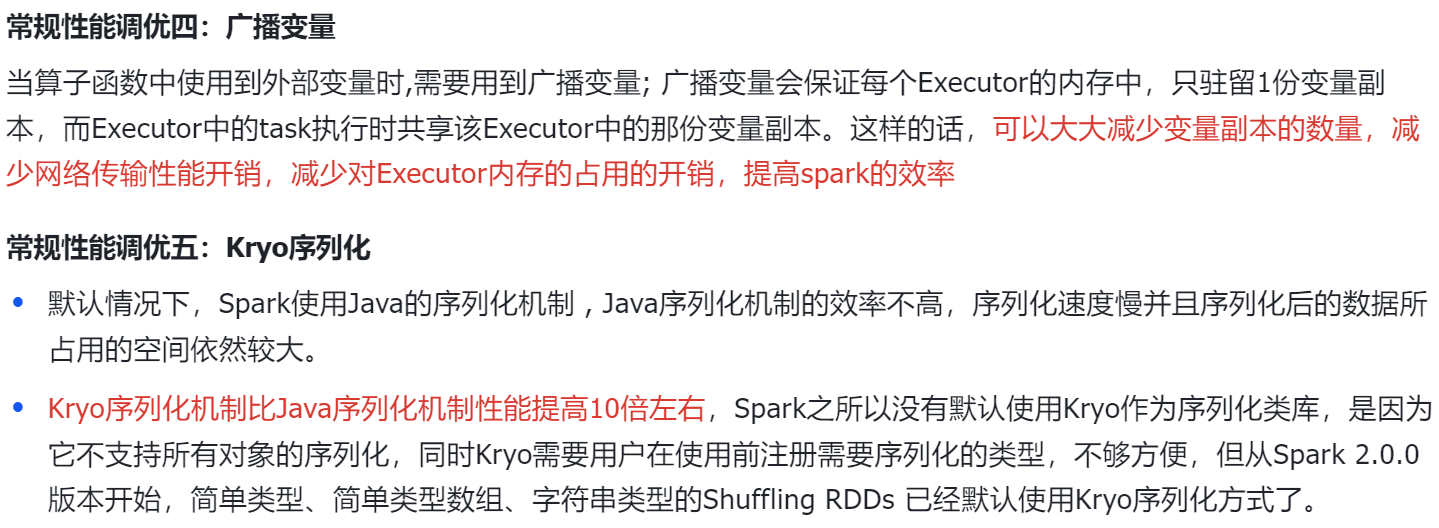 常规性能调优四：广播变量
当算子函数中使用到外部变量时,需要用到广播变量; 广播变量会保证每个Executor的内存中，只驻留1份变量副
本，而Executor中的task执行时共享该Executor中的那份变量副本。这样的话，可以大大减少变量副本的数量，减
少网络传输性能开销，减少对Executor内存的占用的开销，提高spark的效率
常规性能调优五：Kryo序列化
• 默认情况下，Spark使用Java的序列化机制 , Java序列化机制的效率不高，序列化速度慢并且序列化后的数据所
占用的空间依然较大。
• Kryo序列化机制比Java序列化机制性能提高10倍左右，Spark之所以没有默认使用Kryo作为序列化类库，是因为
它不支持所有对象的序列化，同时Kryo需要用户在使用前注册需要序列化的类型，不够方便，但从Spark 2.0.0
版本开始，简单类型、简单类型数组、字符串类型的Shuffling RDDs 已经默认使用Kryo序列化方式了。